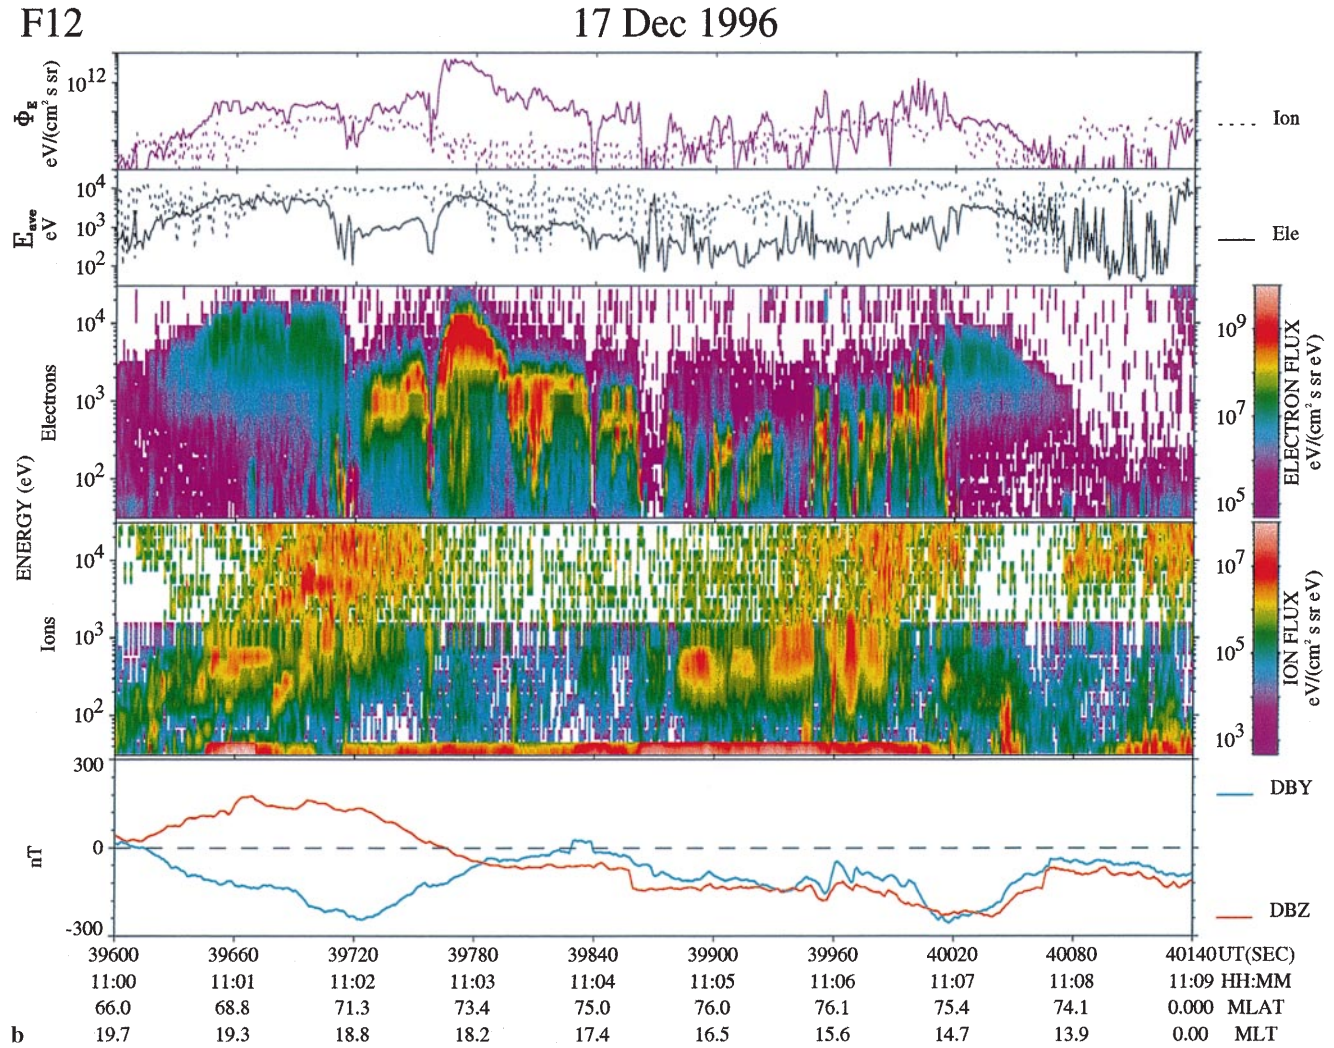 F12
17 Dec 1996
Φ_E
eV/(cm² s sr)
10¹²
Ion
E_ave
eV
10⁴
10³
10²
Ele
ENERGY (eV)
Electrons
10⁴
10³
10²
10⁹
10⁷
10⁵
ELECTRON FLUX
eV/(cm² s sr eV)
Ions
10⁴
10³
10²
10⁷
10⁵
10³
ION FLUX
eV/(cm² s sr eV)
nT
300
0
-300
DBY
DBZ
39600 39660 39720 39780 39840 39900 39960 40020 40080 40140 UT(SEC)
11:00 11:01 11:02 11:03 11:04 11:05 11:06 11:07 11:08 11:09 HH:MM
66.0 68.8 71.3 73.4 75.0 76.0 76.1 75.4 74.1 0.000 MLAT
b 19.7 19.3 18.8 18.2 17.4 16.5 15.6 14.7 13.9 0.00 MLT